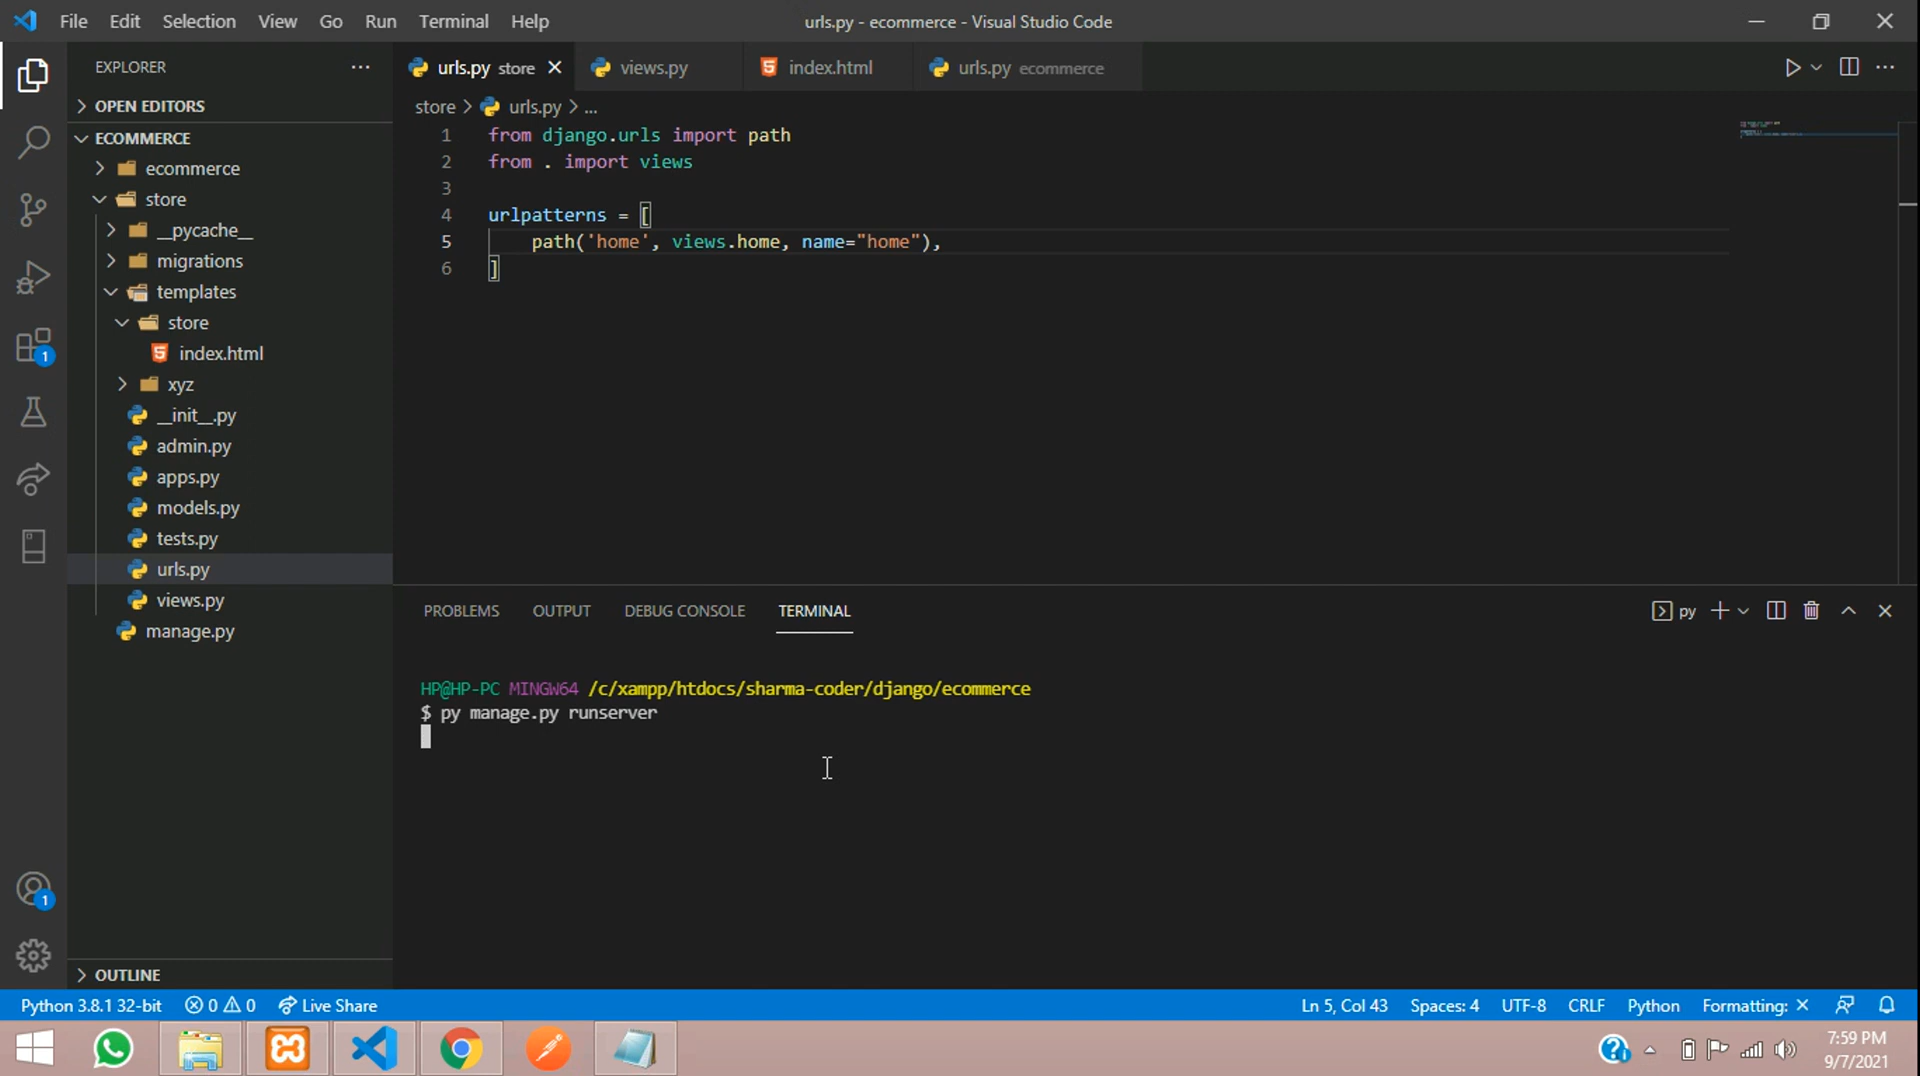 File Edit Selection View Go Run Terminal Help
urls.py - ecommerce - Visual Studio Code
EXPLORER
OPEN EDITORS
ECOMMERCE
ecommerce
store
__pycache__
migrations
templates
store
index.html
xyz
__init__.py
admin.py
apps.py
models.py
tests.py
urls.py
views.py
manage.py
OUTLINE
urls.py store views.py index.html urls.py ecommerce
store > urls.py > ...
1 from django.urls import path
2 from . import views
3
4 urlpatterns = [
5 path('home', views.home, name="home"),
6 ]
PROBLEMS OUTPUT DEBUG CONSOLE TERMINAL
py
HP@HP-PC MINGW64 /c/xampp/htdocs/sharma-coder/django/ecommerce
$ py manage.py runserver
1
1
Python 3.8.1 32-bit 0 0 Live Share
Ln 5, Col 43 Spaces: 4 UTF-8 CRLF Python Formatting: ×
7:59 PM
9/7/2021